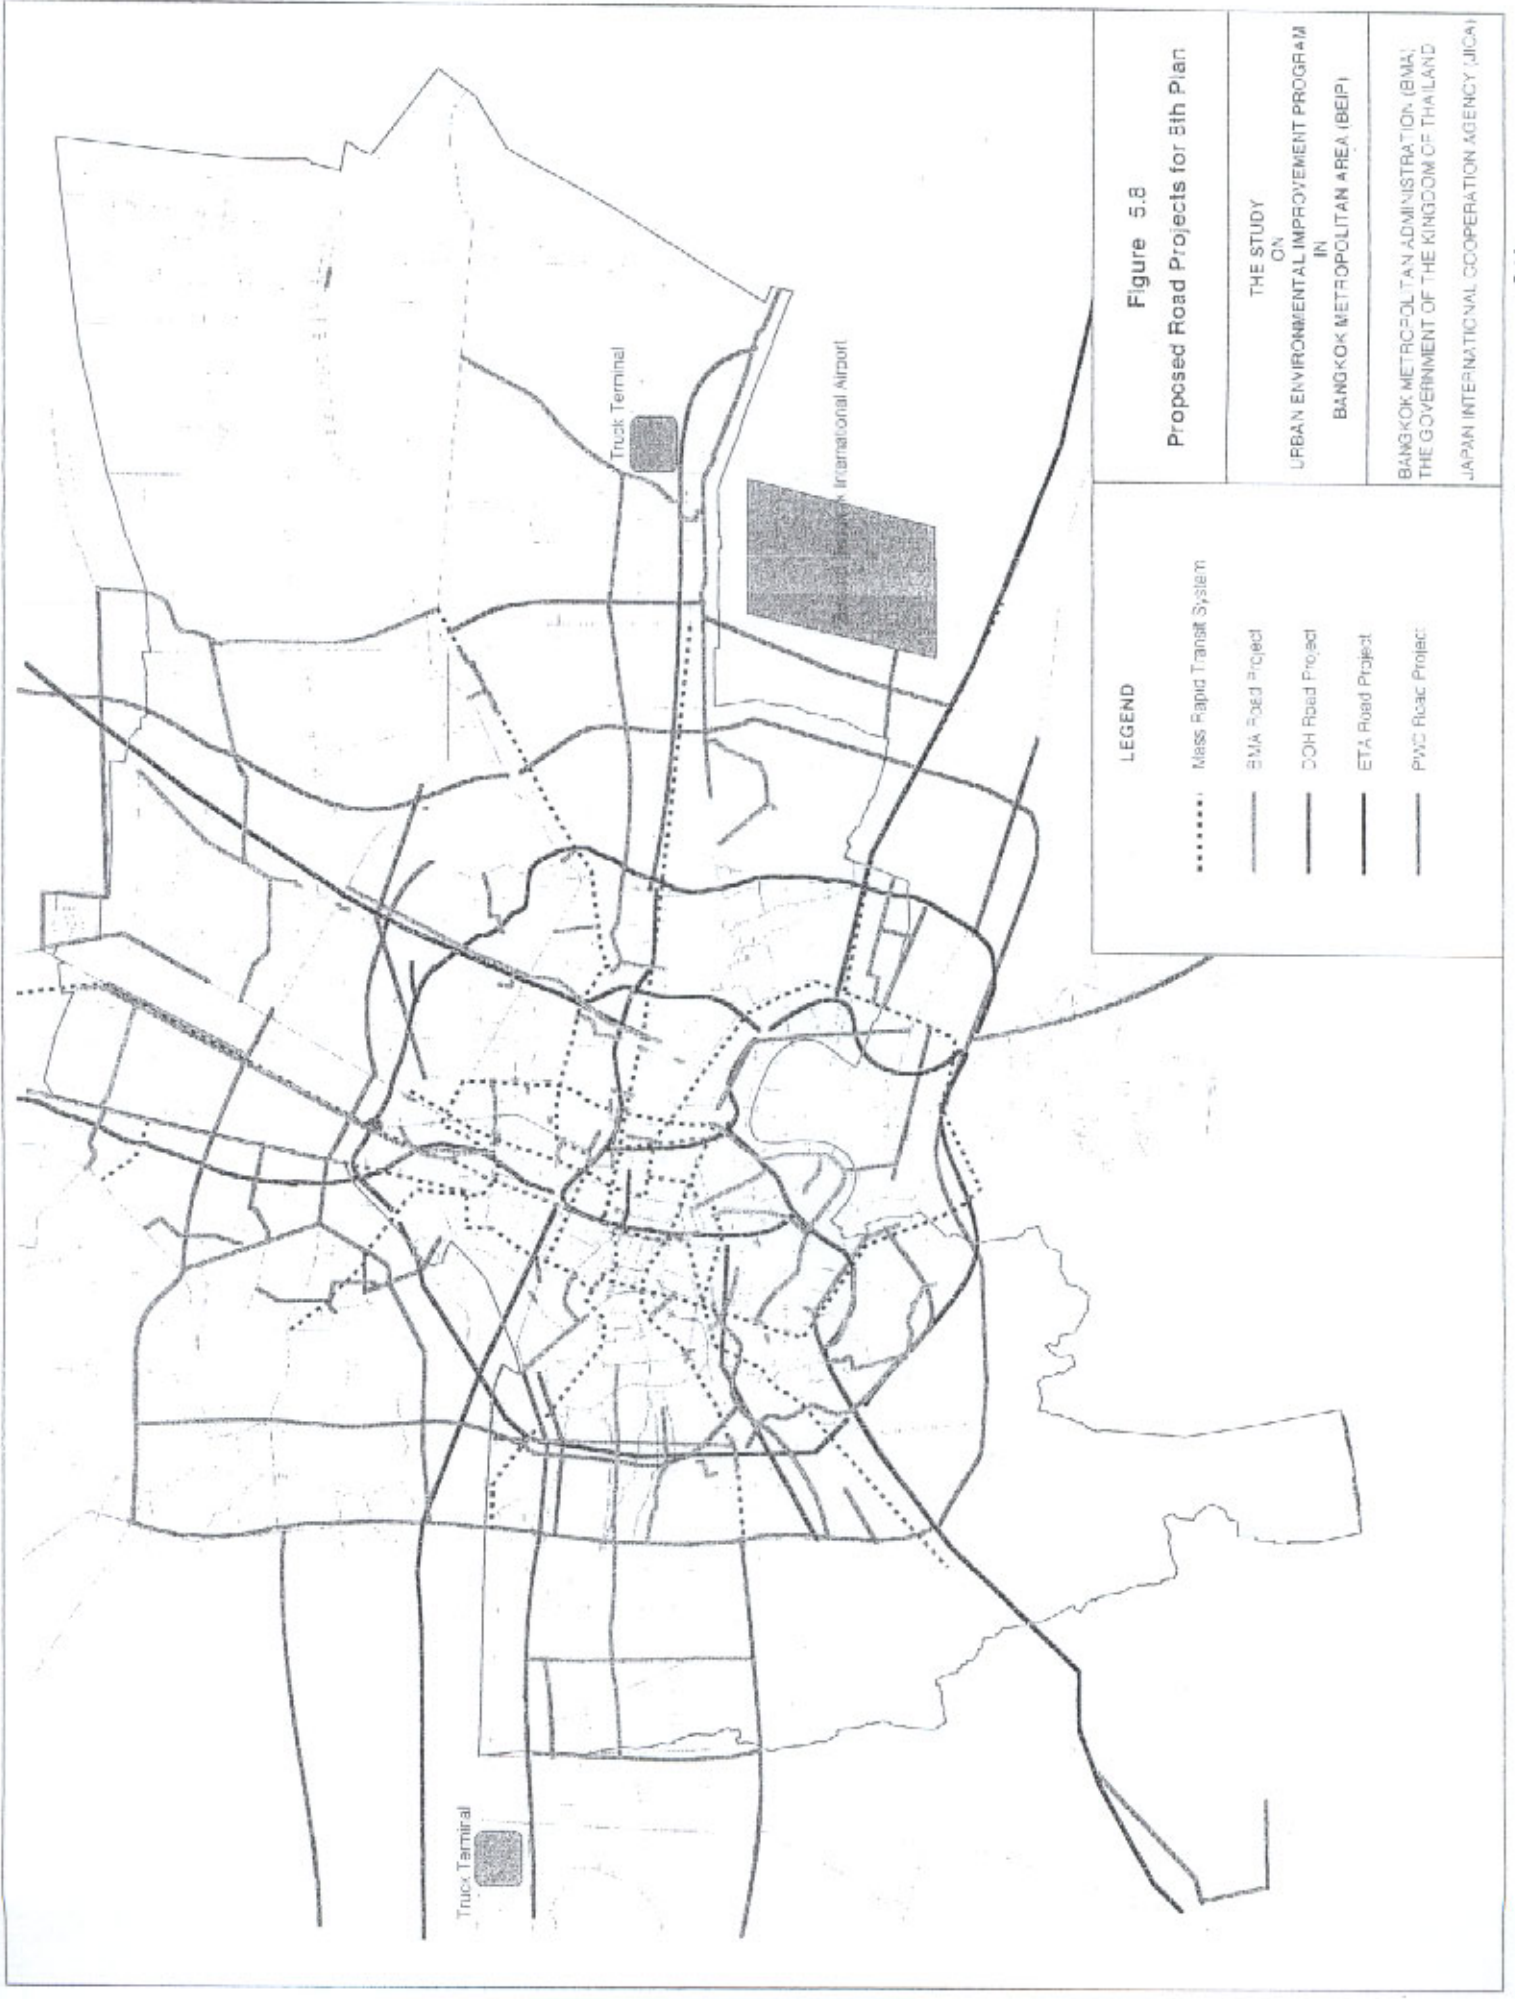 Truck Terminal
International Airport
Truck Terminal
LEGEND
Mass Rapid Transit System
BMA Road Project
DOH Road Project
ETA Road Project
PWD Road Project
Figure 5.8
Proposed Road Projects for 8th Plan
THE STUDY
ON
URBAN ENVIRONMENTAL IMPROVEMENT PROGRAM
IN
BANGKOK METROPOLITAN AREA (BEIP)
BANGKOK METROPOLITAN ADMINISTRATION (BMA)
THE GOVERNMENT OF THE KINGDOM OF THAILAND
JAPAN INTERNATIONAL COOPERATION AGENCY (JICA)